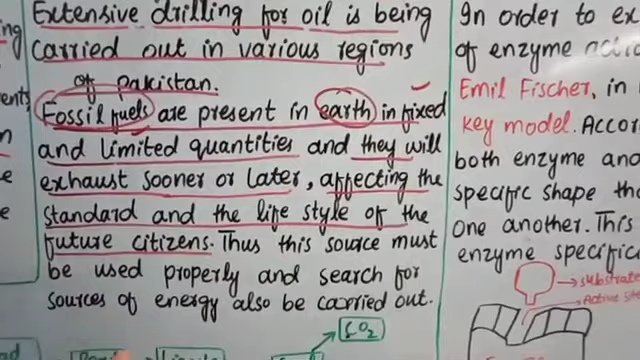 Extensive drilling for oil is being
carried out in various regions
of pakistan.
Fossil fuels are present in earth in fixed
and limited quantities and they will
exhaust sooner or later, affecting the
standard and the life style of the
future citizens. Thus this source must
be used properly and search for
sources of energy also be carried out.
CO2
In order to ex
of enzyme actio
Emil Fischer, in
key model. Accor
both enzyme and
specific shape th
one another. This
enzyme specific
substrate
Active site